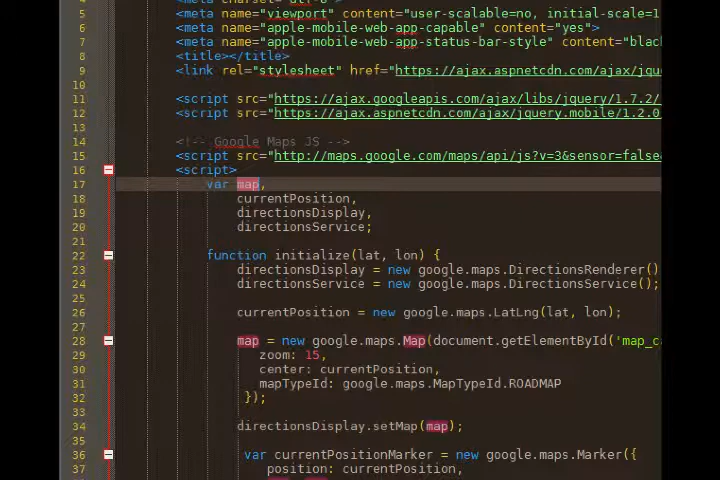 4 <meta charset="utf-8">
5 <meta name="viewport" content="user-scalable=no, initial-scale=1
6 <meta name="apple-mobile-web-app-capable" content="yes">
7 <meta name="apple-mobile-web-app-status-bar-style" content="blac
8 <title></title>
9 <link rel="stylesheet" href="https://ajax.aspnetcdn.com/ajax/jqu
10
11 <script src="https://ajax.googleapis.com/ajax/libs/jquery/1.7.2/
12 <script src="https://ajax.aspnetcdn.com/ajax/jquery.mobile/1.2.0
13
14 <!-- Google Maps JS -->
15 <script src="http://maps.google.com/maps/api/js?v=3&sensor=false
16 <script>
17 var map,
18 currentPosition,
19 directionsDisplay,
20 directionsService;
21
22 function initialize(lat, lon) {
23 directionsDisplay = new google.maps.DirectionsRenderer()
24 directionsService = new google.maps.DirectionsService();
25
26 currentPosition = new google.maps.LatLng(lat, lon);
27
28 map = new google.maps.Map(document.getElementById('map_c
29 zoom: 15,
30 center: currentPosition,
31 mapTypeId: google.maps.MapTypeId.ROADMAP
32 });
33
34 directionsDisplay.setMap(map);
35
36 var currentPositionMarker = new google.maps.Marker({
37 position: currentPosition,